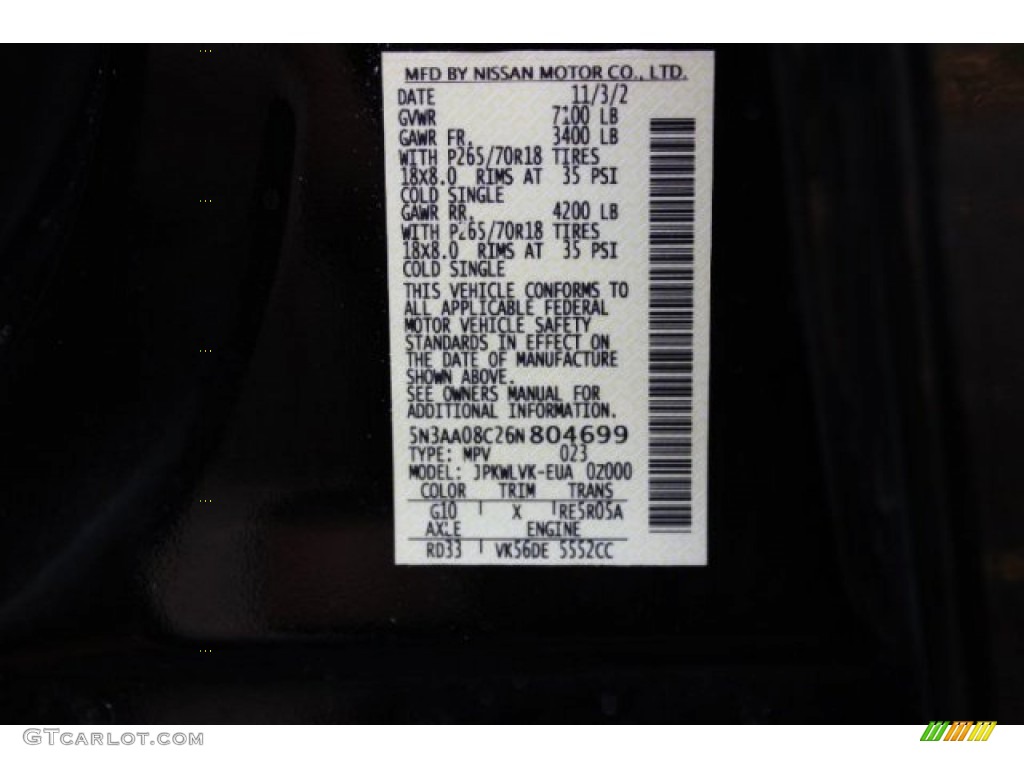 MFD BY NISSAN MOTOR CO., LTD.
DATE 11/3/2
GVWR 7100 LB
GAWR FR. 3400 LB
WITH P265/70R18 TIRES
18X8.0 RIMS AT 35 PSI
COLD SINGLE
GAWR RR. 4200 LB
WITH P265/70R18 TIRES
18X8.0 RIMS AT 35 PSI
COLD SINGLE
THIS VEHICLE CONFORMS TO
ALL APPLICABLE FEDERAL
MOTOR VEHICLE SAFETY
STANDARDS IN EFFECT ON
THE DATE OF MANUFACTURE
SHOWN ABOVE.
SEE OWNERS MANUAL FOR
ADDITIONAL INFORMATION.
5N3AA08C26N804699
TYPE: MPV 023
MODEL: JPKWLVK-EUA 0Z000
COLOR TRIM TRANS
G10 X RE5R05A
AXLE ENGINE
RD33 VK56DE 5552CC
GTCarLot.com